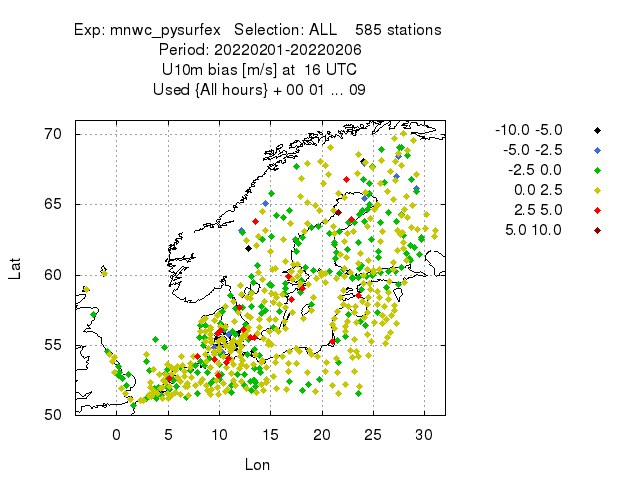 Exp: mnwc_pysurfex   Selection: ALL    585 stations
Period: 20220201-20220206
U10m bias [m/s] at  16 UTC
Used {All hours} + 00 01 ... 09
-10.0 -5.0
-5.0 -2.5
-2.5 0.0
0.0 2.5
2.5 5.0
5.0 10.0
70
65
60
55
50
Lat
0 5 10 15 20 25 30
Lon